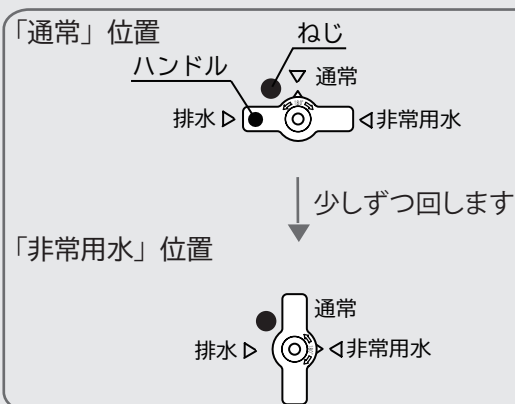 「通常」位置
ねじ
ハンドル
通常
排水
非常用水
少しずつ回します
「非常用水」位置
通常
排水
非常用水